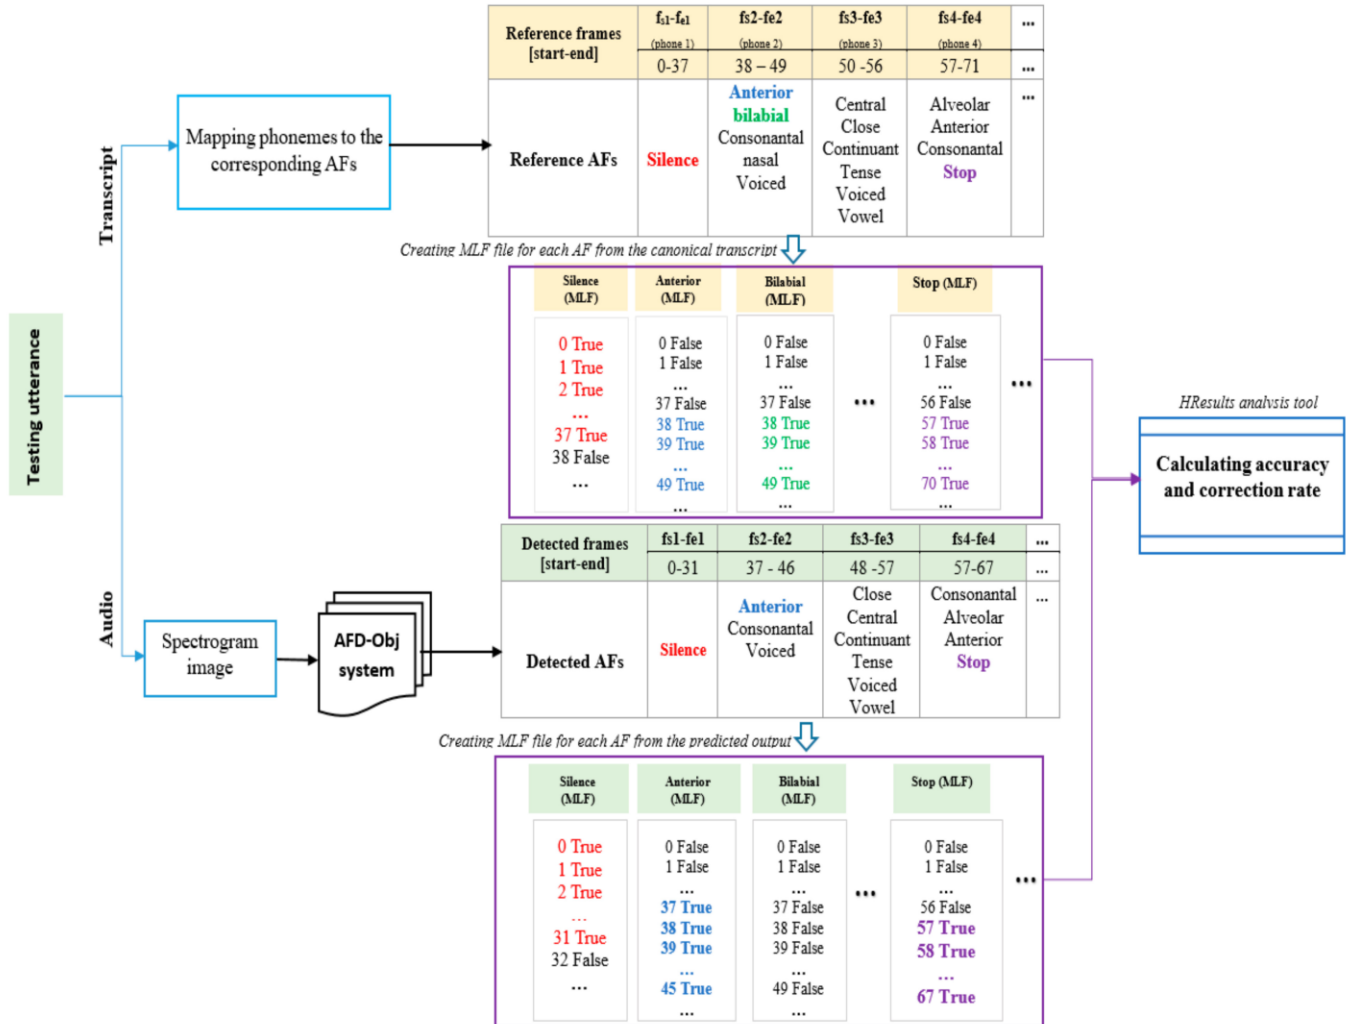 Testing utterance
Transcript
Audio
Mapping phonemes to the
corresponding AFs
Reference frames
[start-end]
fs1-fe1
(phone 1)
fs2-fe2
(phone 2)
fs3-fe3
(phone 3)
fs4-fe4
(phone 4)
...
0-37
38 – 49
50 -56
57-71
...
Reference AFs
Silence
Anterior
bilabial
Consonantal
nasal
Voiced
Central
Close
Continuant
Tense
Voiced
Vowel
Alveolar
Anterior
Consonantal
Stop
...
Creating MLF file for each AF from the canonical transcript
Silence
(MLF)
0 True
1 True
2 True
...
37 True
38 False
...
Anterior
(MLF)
0 False
1 False
...
37 False
38 True
39 True
...
49 True
...
Bilabial
(MLF)
0 False
1 False
...
37 False
38 True
39 True
...
49 True
...
...
Stop (MLF)
0 False
1 False
...
56 False
57 True
58 True
...
70 True
...
...
HResults analysis tool
Calculating accuracy
and correction rate
Spectrogram
image
AFD-Obj
system
Detected frames
[start-end]
fs1-fe1
fs2-fe2
fs3-fe3
fs4-fe4
...
0-31
37 - 46
48 -57
57-67
...
Detected AFs
Silence
Anterior
Consonantal
Voiced
Close
Central
Continuant
Tense
Voiced
Vowel
Consonantal
Alveolar
Anterior
Stop
...
Creating MLF file for each AF from the predicted output
Silence
(MLF)
0 True
1 True
2 True
...
31 True
32 False
...
Anterior
(MLF)
0 False
1 False
...
37 True
38 True
39 True
...
45 True
...
Bilabial
(MLF)
0 False
1 False
...
37 False
38 False
39 False
...
49 False
...
...
Stop (MLF)
0 False
1 False
...
56 False
57 True
58 True
...
67 True
...